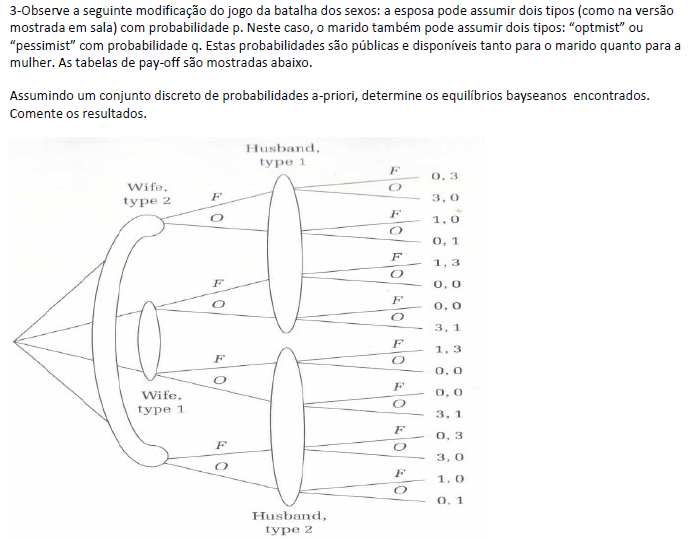 3-Observe a seguinte modificação do jogo da batalha dos sexos: a esposa pode assumir dois tipos (como na versão
mostrada em sala) com probabilidade p. Neste caso, o marido também pode assumir dois tipos: “optmist” ou
“pessimist” com probabilidade q. Estas probabilidades são públicas e disponíveis tanto para o marido quanto para a
mulher. As tabelas de pay-off são mostradas abaixo.
Assumindo um conjunto discreto de probabilidades a-priori, determine os equilíbrios bayseanos encontrados.
Comente os resultados.
Husband,
type 1
F
0, 3
Wife,
type 2
F
O
3, 0
O
F
1, 0
O
0, 1
F
1, 3
F
O
0, 0
O
F
0, 0
O
3, 1
F
1, 3
F
O
0, 0
O
F
0, 0
Wife,
type 1
O
3, 1
F
0, 3
F
O
3, 0
O
F
1, 0
O
0, 1
Husband,
type 2